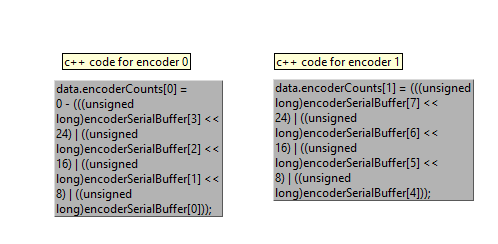 c++ code for encoder 0
data.encoderCounts[0] =
0 - (((unsigned
long)encoderSerialBuffer[3] <<
24) | ((unsigned
long)encoderSerialBuffer[2] <<
16) | ((unsigned
long)encoderSerialBuffer[1] <<
8) | ((unsigned
long)encoderSerialBuffer[0]));
c++ code for encoder 1
data.encoderCounts[1] = (((unsigned
long)encoderSerialBuffer[7] <<
24) | ((unsigned
long)encoderSerialBuffer[6] <<
16) | ((unsigned
long)encoderSerialBuffer[5] <<
8) | ((unsigned
long)encoderSerialBuffer[4]));